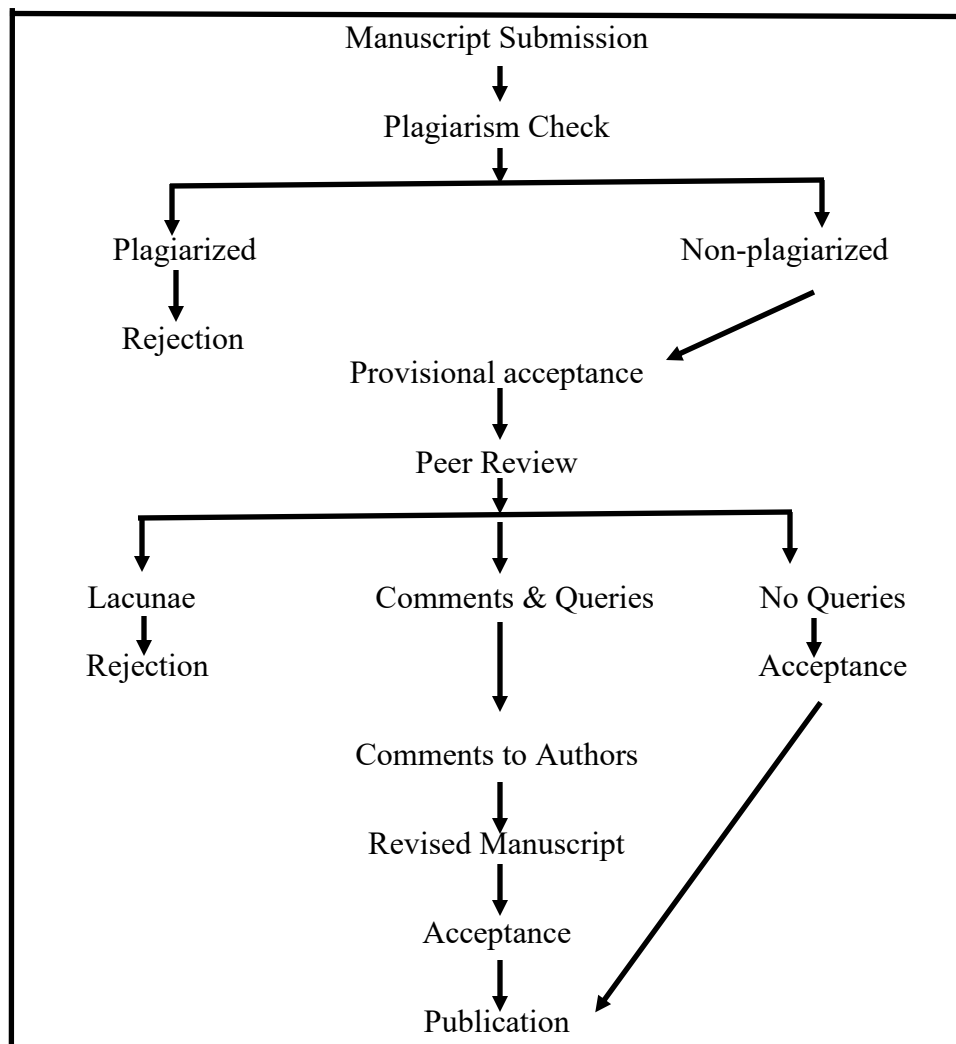 Manuscript Submission
Plagiarism Check
Plagiarized
Non-plagiarized
Rejection
Provisional acceptance
Peer Review
Lacunae
Comments & Queries
No Queries
Rejection
Acceptance
Comments to Authors
Revised Manuscript
Acceptance
Publication